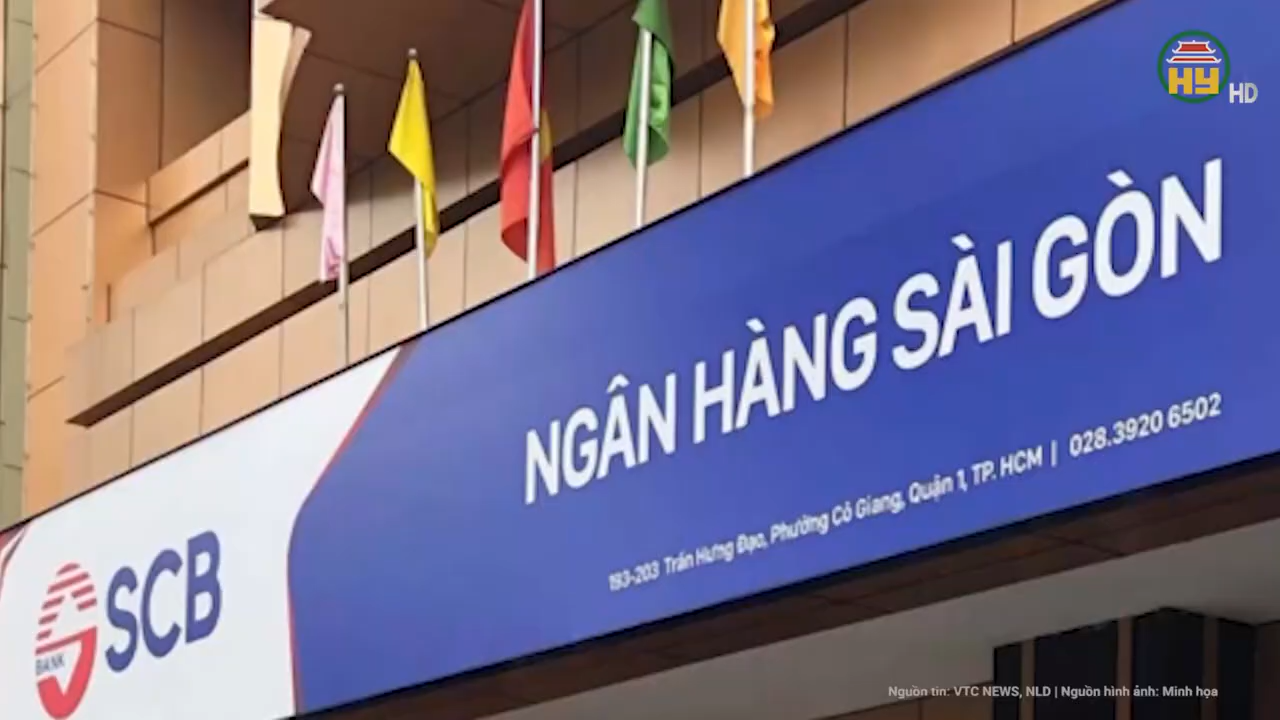 HY HD
NGÂN HÀNG SÀI GÒN
193-203 Trần Hưng Đạo, Phường Cô Giang, Quận 1, TP. HCM | 028.3920 6502
BANK
SCB
Nguồn tin: VTC NEWS, NLD | Nguồn hình ảnh: Minh họa